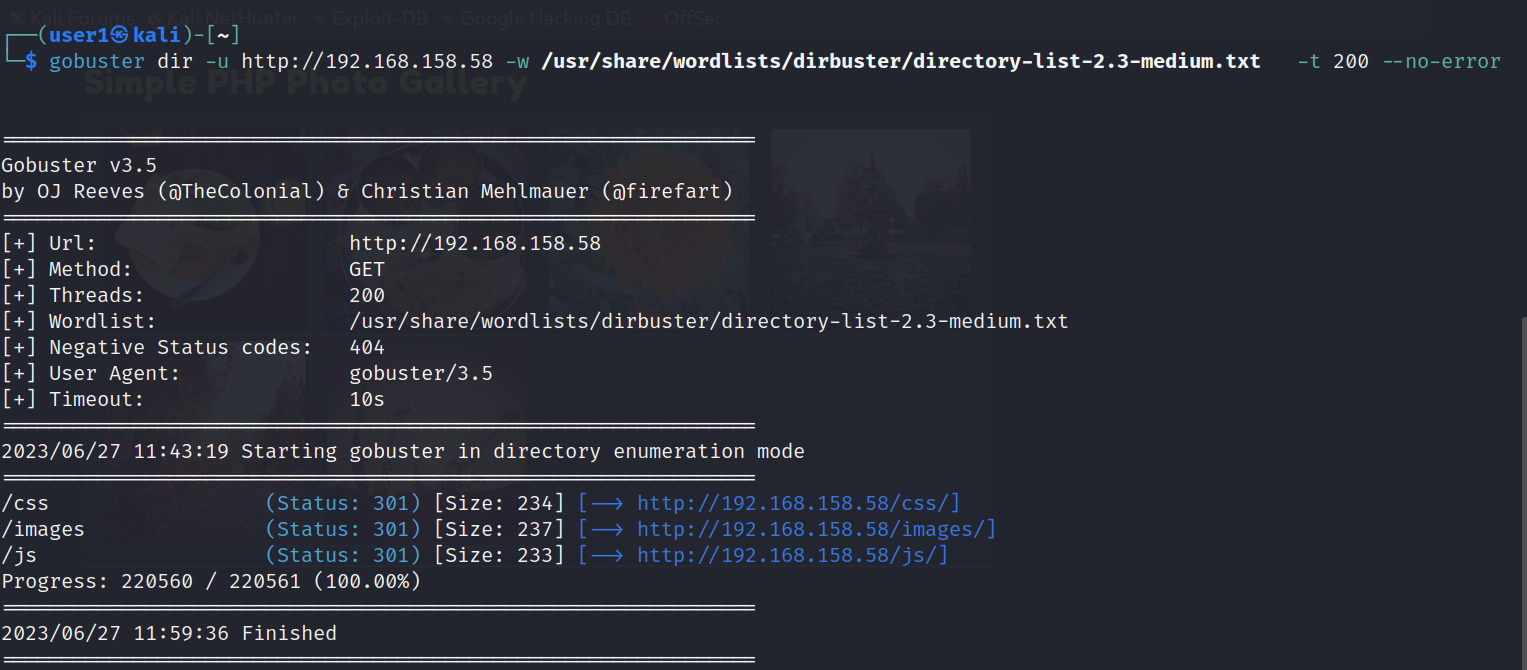 Kali Forums Kali NetHunter Exploit-DB Google Hacking DB OffSec
┌──(user1㉿kali)-[~]
└─$ gobuster dir -u http://192.168.158.58 -w /usr/share/wordlists/dirbuster/directory-list-2.3-medium.txt   -t 200 --no-error
Simple PHP Photo Gallery
===============================================================
Gobuster v3.5
by OJ Reeves (@TheColonial) & Christian Mehlmauer (@firefart)
===============================================================
[+] Url:                     http://192.168.158.58
[+] Method:                  GET
[+] Threads:                 200
[+] Wordlist:                /usr/share/wordlists/dirbuster/directory-list-2.3-medium.txt
[+] Negative Status codes:   404
[+] User Agent:              gobuster/3.5
[+] Timeout:                 10s
===============================================================
2023/06/27 11:43:19 Starting gobuster in directory enumeration mode
===============================================================
/css                  (Status: 301) [Size: 234] [--> http://192.168.158.58/css/]
/images               (Status: 301) [Size: 237] [--> http://192.168.158.58/images/]
/js                   (Status: 301) [Size: 233] [--> http://192.168.158.58/js/]
Progress: 220560 / 220561 (100.00%)
===============================================================
2023/06/27 11:59:36 Finished
===============================================================